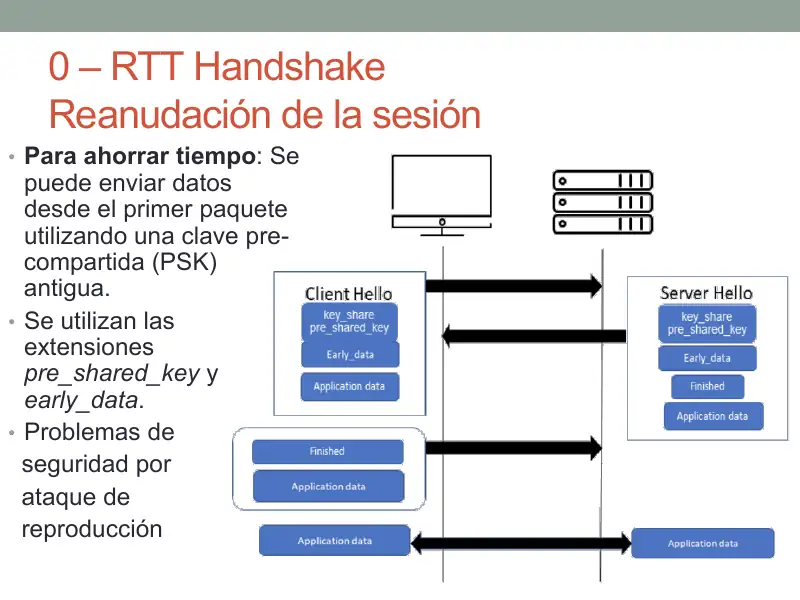 0 – RTT Handshake
Reanudación de la sesión
• Para ahorrar tiempo: Se
puede enviar datos
desde el primer paquete
utilizando una clave pre-
compartida (PSK)
antigua.
• Se utilizan las
extensiones
pre_shared_key y
early_data.
• Problemas de
seguridad por
ataque de
reproducción
Client Hello
key_share
pre_shared_key
Early_data
Application data
Server Hello
key_share
pre_shared_key
Early_data
Finished
Application data
Finished
Application data
Application data
Application data